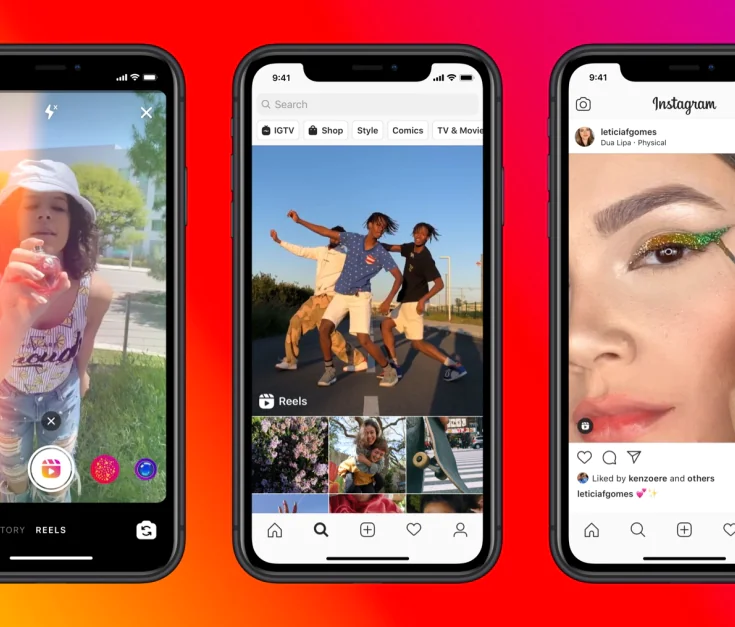 TORY REELS
9:41
Search
IGTV
Shop
Style
Comics
TV & Movie
Reels
9:41
Instagram
leticiafgomes
Dua Lipa · Physical
Liked by kenzoere and others
leticiafgomes 💕✨